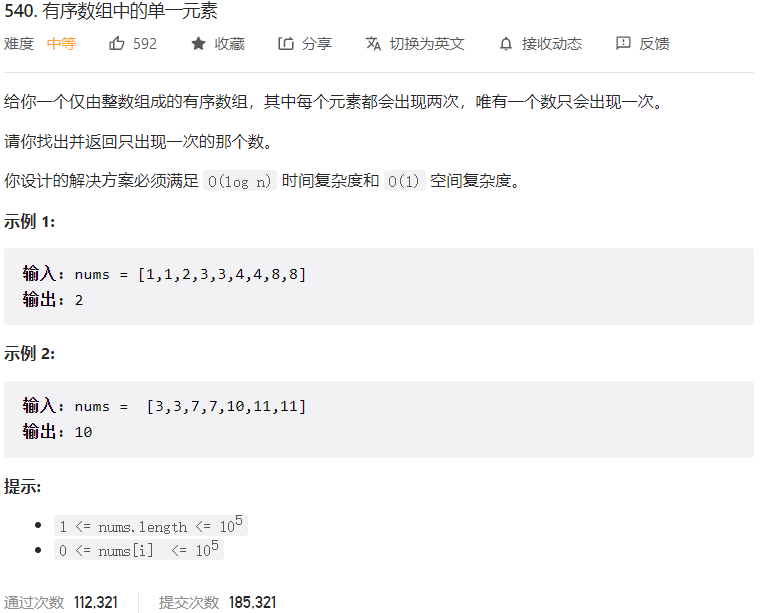 540. 有序数组中的单一元素
难度 中等 592 收藏 分享 切换为英文 接收动态 反馈
给你一个仅由整数组成的有序数组，其中每个元素都会出现两次，唯有一个数只会出现一次。
请你找出并返回只出现一次的那个数。
你设计的解决方案必须满足 O(log n) 时间复杂度和 O(1) 空间复杂度。
示例 1:
输入: nums = [1,1,2,3,3,4,4,8,8]
输出: 2
示例 2:
输入: nums =  [3,3,7,7,10,11,11]
输出: 10
提示:
1 <= nums.length <= 10⁵
0 <= nums[i]  <= 10⁵
通过次数 112,321 提交次数 185,321